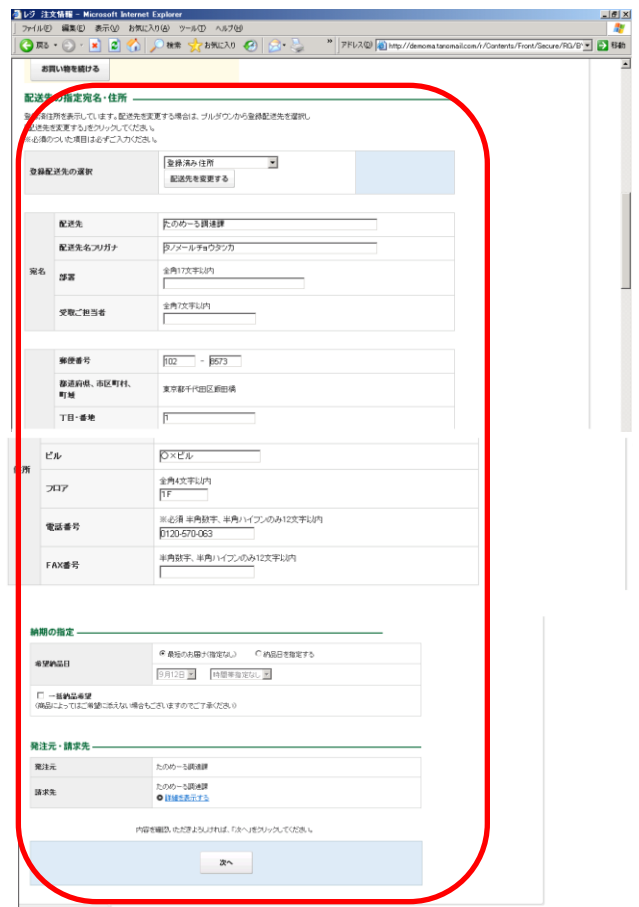 レジ 注文情報 - Microsoft Internet Explorer
ファイル(F) 編集(E) 表示(V) お気に入り(A) ツール(T) ヘルプ(H)
戻る 検索 お気に入り » アドレス(D) http://demoma.tanomail.com/r/Contents/Front/Secure/RG/ 移動
お買い物を続ける
配送先の指定宛名・住所
登録済住所を表示しています。配送先を変更する場合は、プルダウンから登録配送先を選択し
「配送先を変更する」をクリックしてください。
※必須のついた項目は必ずご入力ください。
登録配送先の選択
登録済み住所
配送先を変更する
宛名
配送先 たのめーる調達課
配送先名フリガナ タノメールチョウタツカ
部署 全角17文字以内
受取ご担当者 全角7文字以内
郵便番号 102 - 8573
都道府県、市区町村、町域 東京都千代田区飯田橋
丁目・番地 1
住所
ビル 〇×ビル
フロア 全角4文字以内
1F
電話番号 ※必須 半角数字、半角ハイフンのみ12文字以内
0120-570-063
FAX番号 半角数字、半角ハイフンのみ12文字以内
納期の指定
希望納品日
最短のお届け(指定なし) 納品日を指定する
9月12日 時間帯指定なし
一括納品希望
(商品によってはご希望に添えない場合もございますのでご了承ください)
発注元・請求先
発注元 たのめーる調達課
請求先 たのめーる調達課
詳細を表示する
内容を確認いただきよろしければ、「次へ」をクリックしてください。
次へ